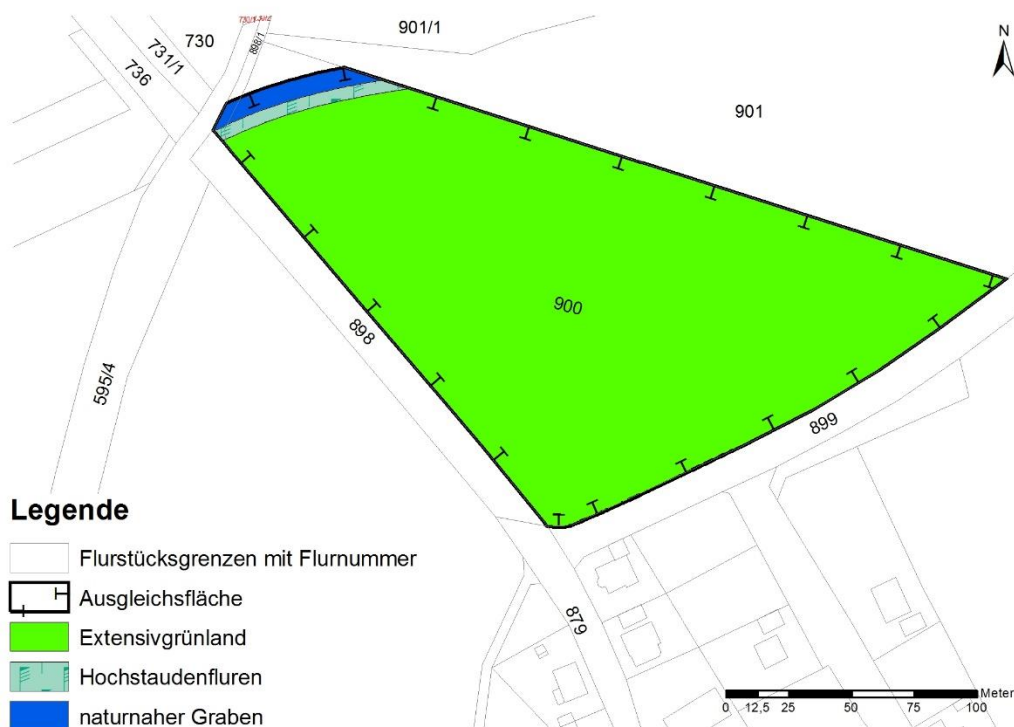 901/1
730
898/1
731/1
736
N
901
900
898
595/4
899
879
Legende
Flurstücksgrenzen mit Flurnummer
Ausgleichsfläche
Extensivgrünland
Hochstaudenfluren
naturnaher Graben
Meter
0 12,5 25 50 75 100